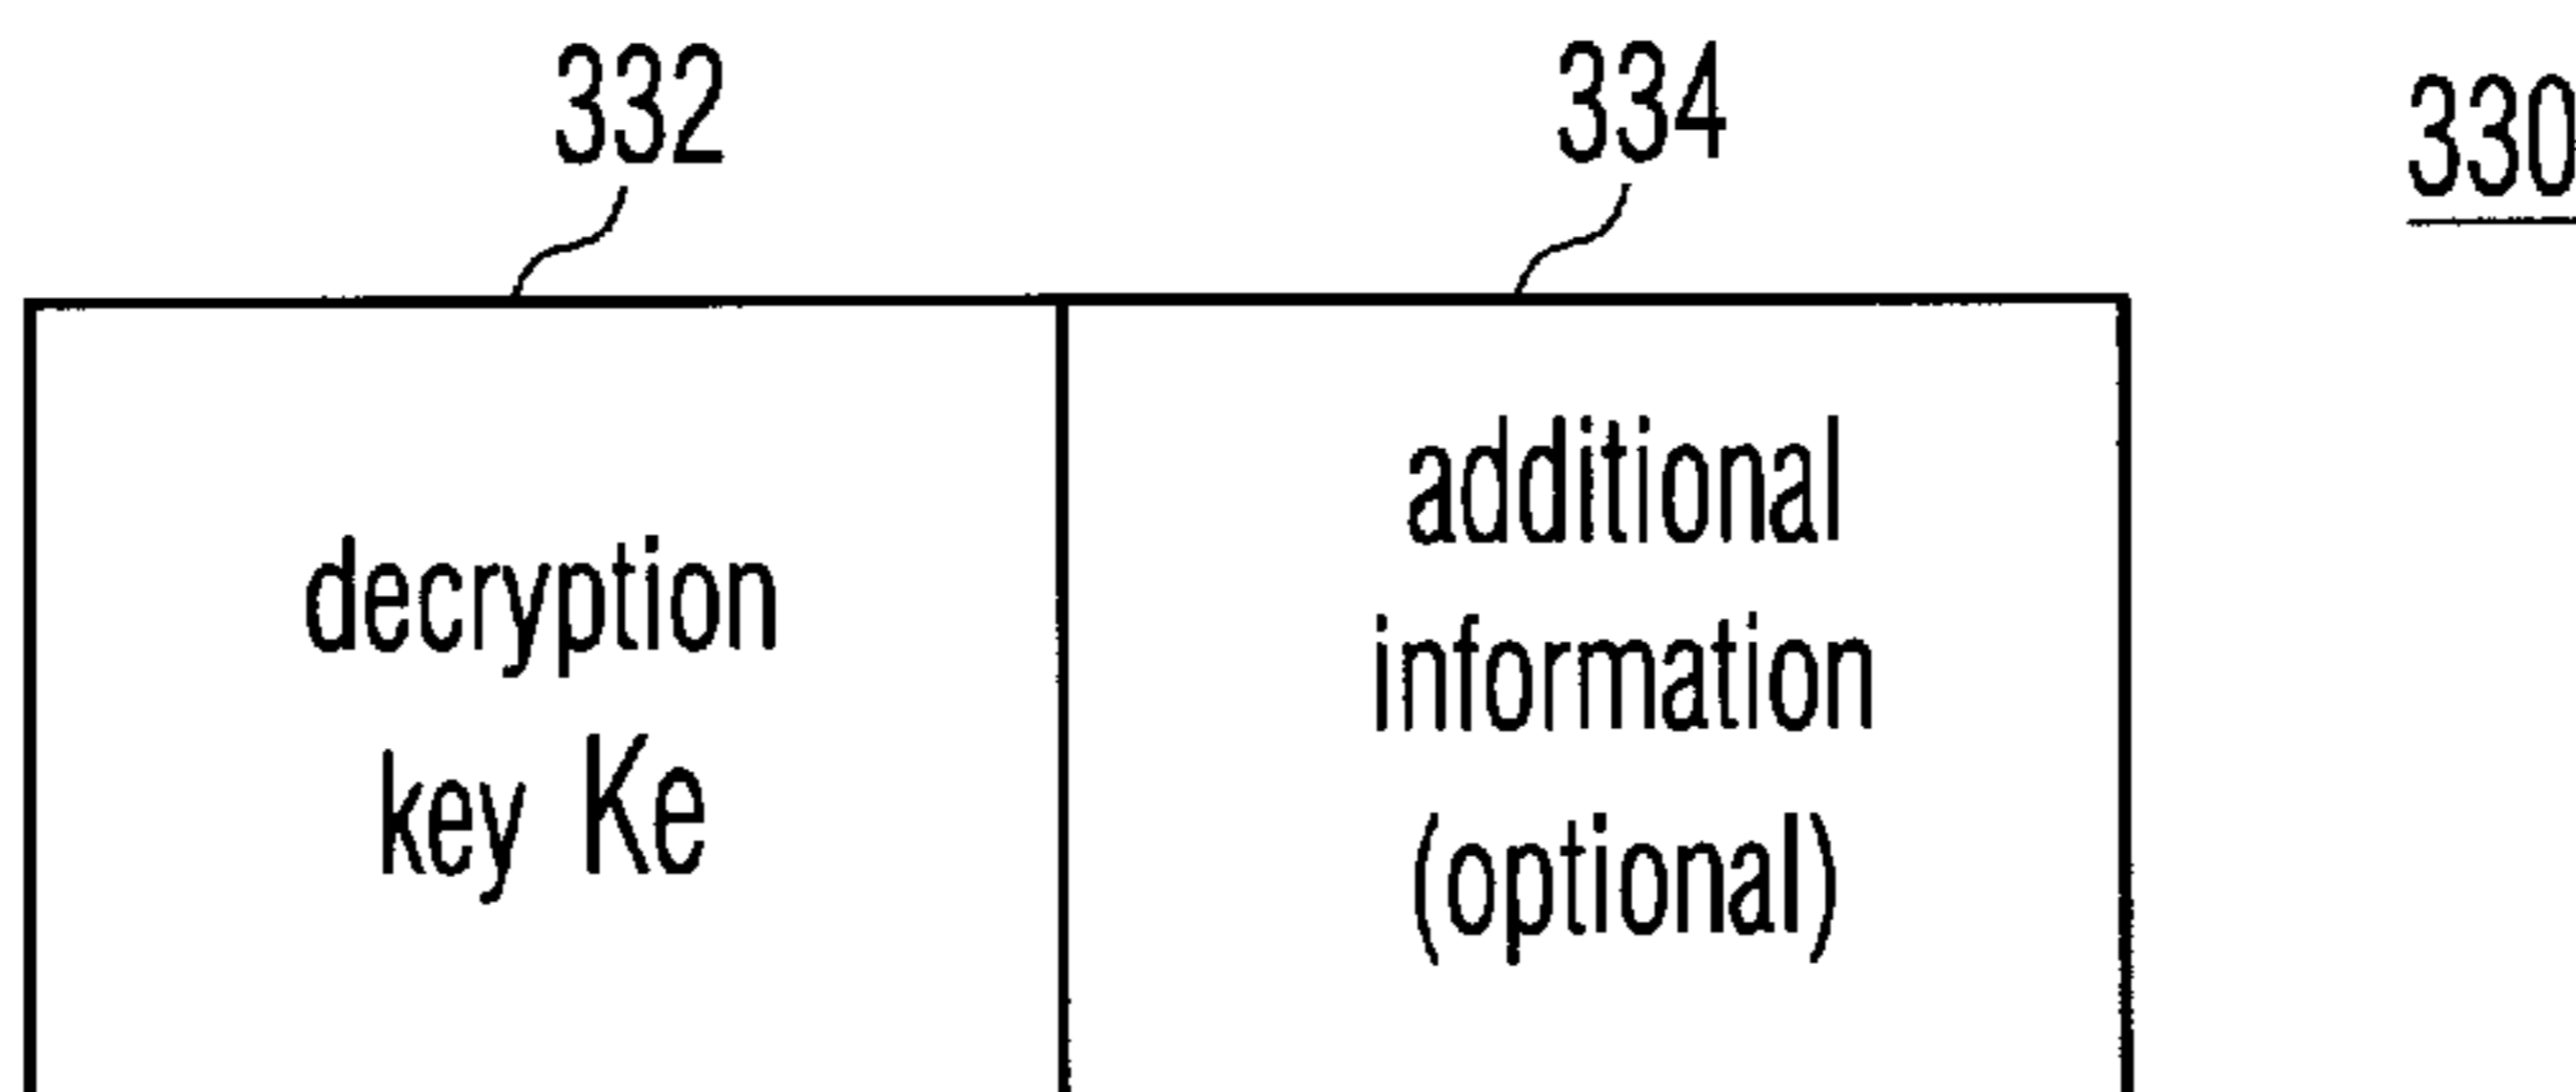 332
334
330
decryption
key Ke
additional
information
(optional)